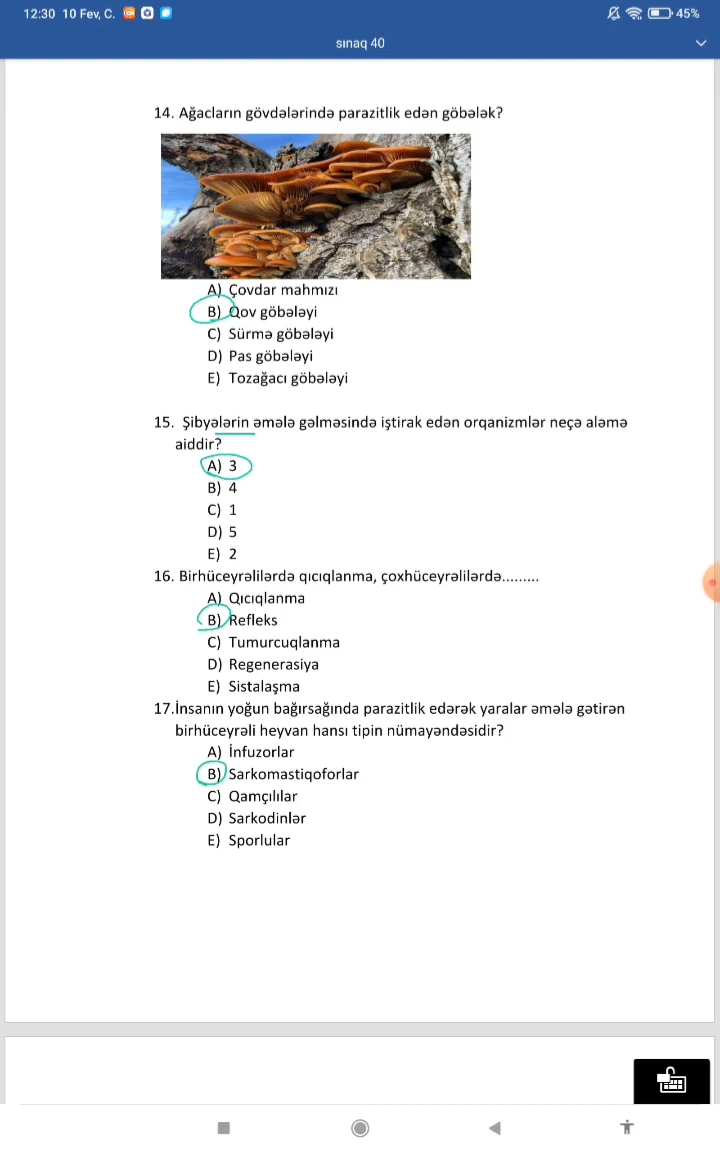 12:30 10 Fev, C. 45%
sınaq 40
14. Ağacların gövdələrində parazitlik edən göbələk?
A) Çovdar mahmızı
B) Qov göbələyi
C) Sürmə göbələyi
D) Pas göbələyi
E) Tozağacı göbələyi
15. Şibyələrin əmələ gəlməsində iştirak edən orqanizmlər neçə aləmə
aiddir?
A) 3
B) 4
C) 1
D) 5
E) 2
16. Birhüceyrəlilərdə qıcıqlanma, çoxhüceyrəlilərdə.........
A) Qıcıqlanma
B) Refleks
C) Tumurcuqlanma
D) Regenerasiya
E) Sistalaşma
17.İnsanın yoğun bağırsağında parazitlik edərək yaralar əmələ gətirən
birhüceyrəli heyvan hansı tipin nümayəndəsidir?
A) İnfuzorlar
B) Sarkomastiqoforlar
C) Qamçılılar
D) Sarkodinlər
E) Sporlular